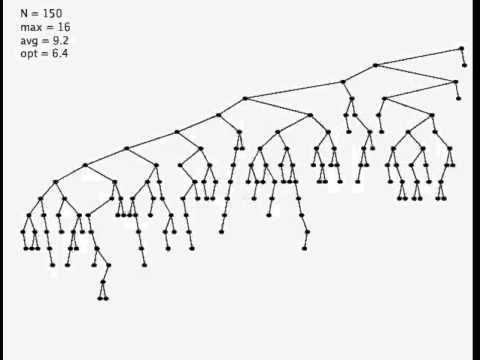 N = 150
max = 16
avg = 9.2
opt = 6.4